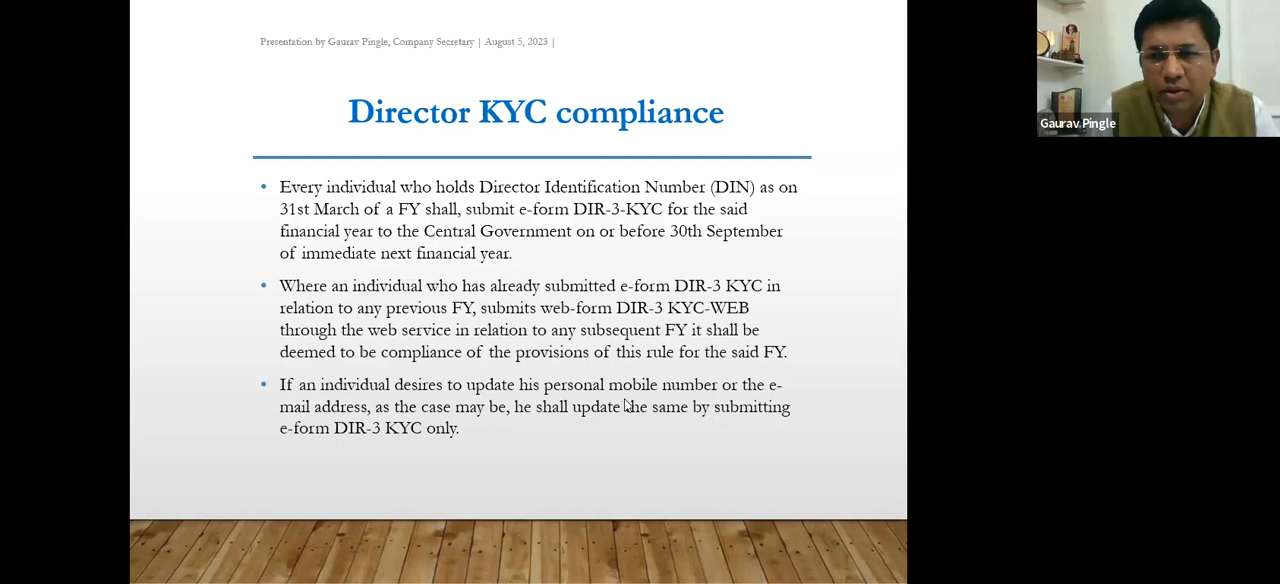 Presentation by Gaurav Pingle, Company Secretary | August 5, 2023 |
Director KYC compliance
• Every individual who holds Director Identification Number (DIN) as on
31st March of a FY shall, submit e-form DIR-3-KYC for the said
financial year to the Central Government on or before 30th September
of immediate next financial year.
• Where an individual who has already submitted e-form DIR-3 KYC in
relation to any previous FY, submits web-form DIR-3 KYC-WEB
through the web service in relation to any subsequent FY it shall be
deemed to be compliance of the provisions of this rule for the said FY.
• If an individual desires to update his personal mobile number or the e-
mail address, as the case may be, he shall update the same by submitting
e-form DIR-3 KYC only.
Gaurav Pingle